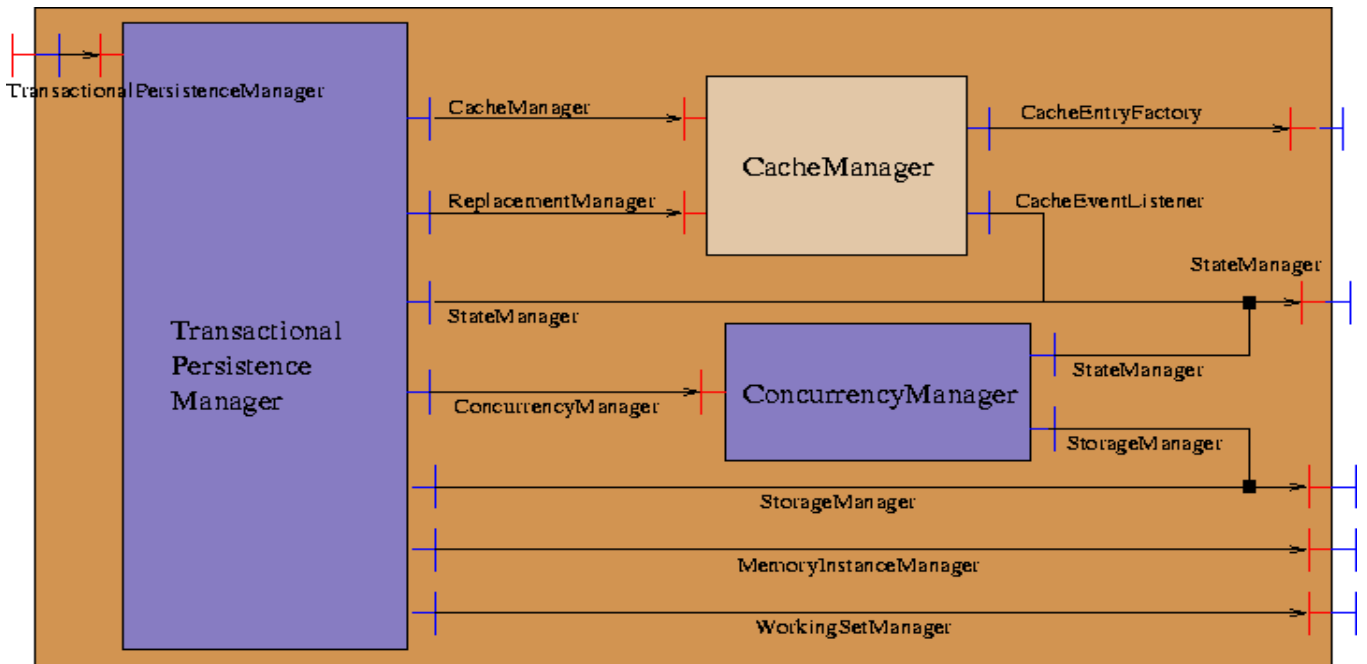 TransactionalPersistenceManager
CacheManager
CacheEntryFactory
CacheManager
ReplacementManager
CacheEventListener
StateManager
StateManager
Transactional
Persistence
Manager
StateManager
ConcurrencyManager
ConcurrencyManager
StorageManager
StorageManager
MemoryInstanceManager
WorkingSetManager